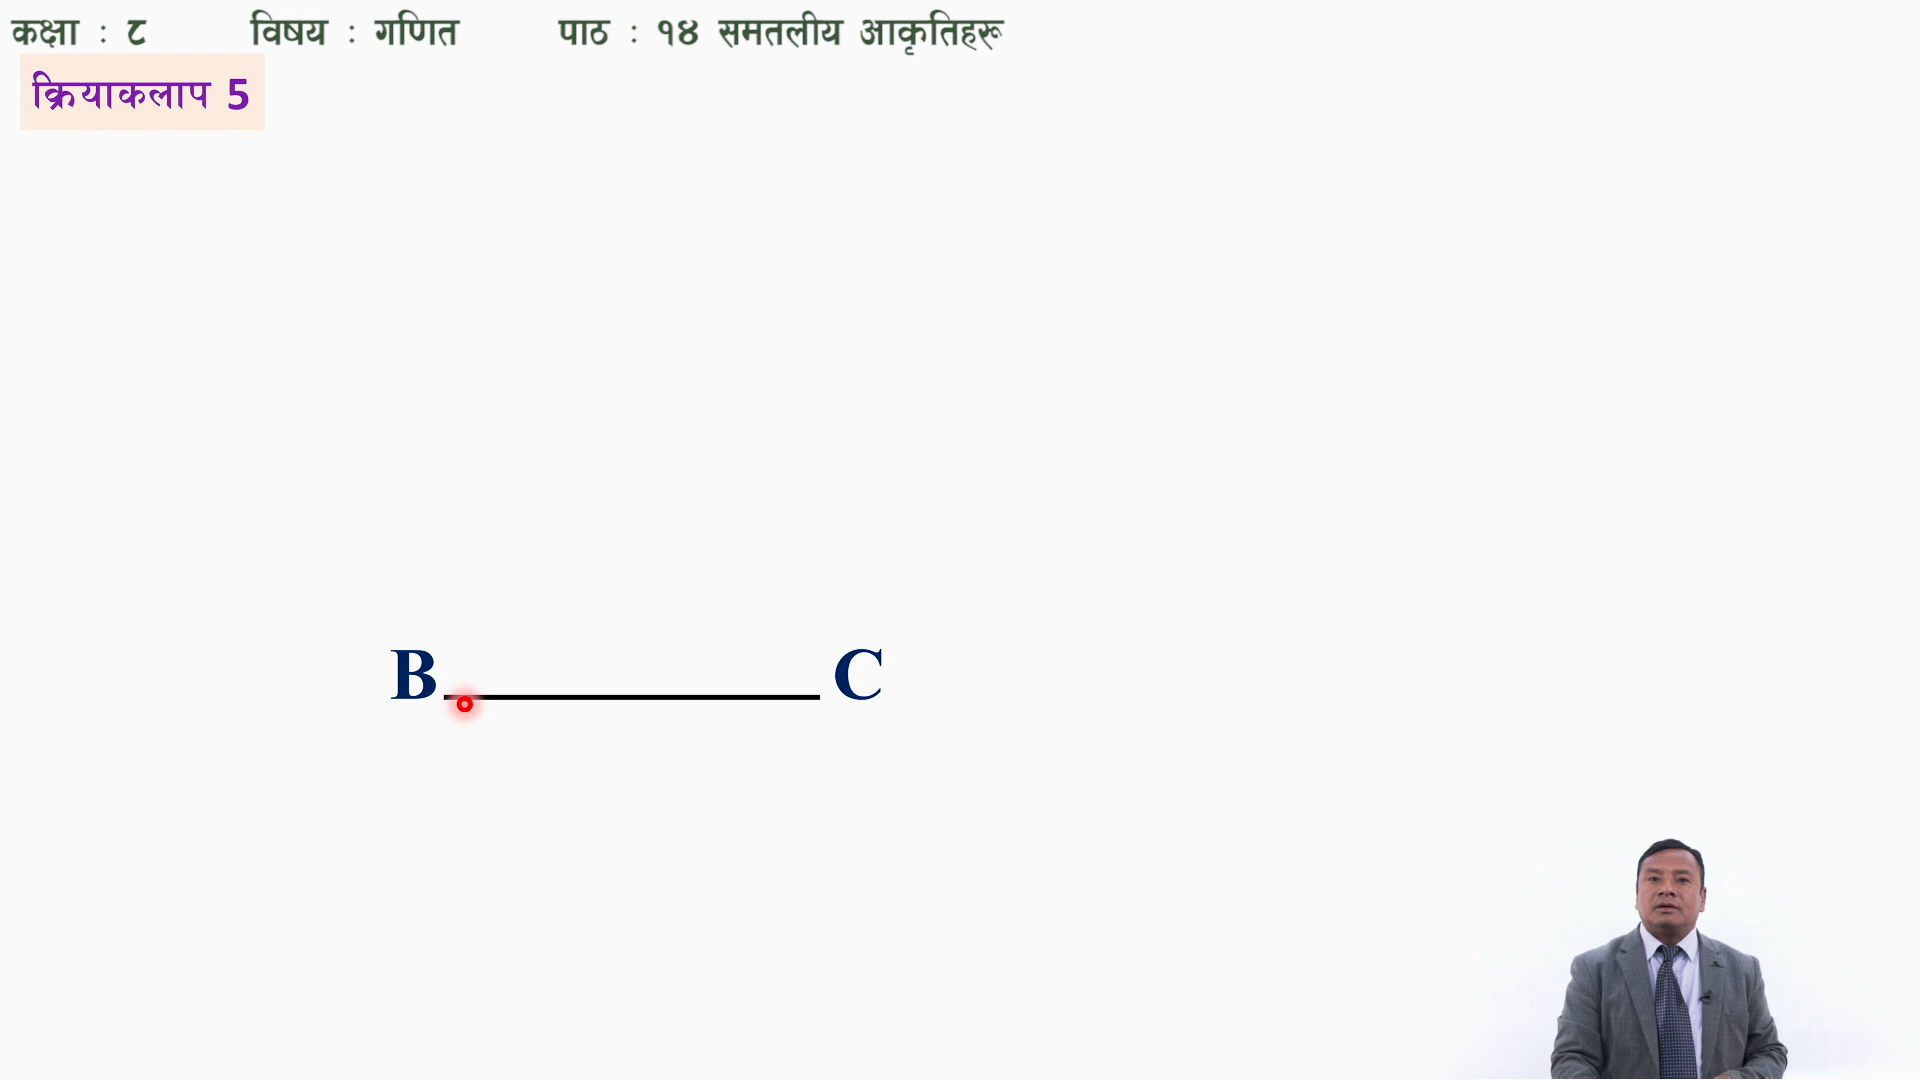 कक्षा : ८ विषय : गणित पाठ : १४ समतलीय आकृतिहरू
क्रियाकलाप 5
B C